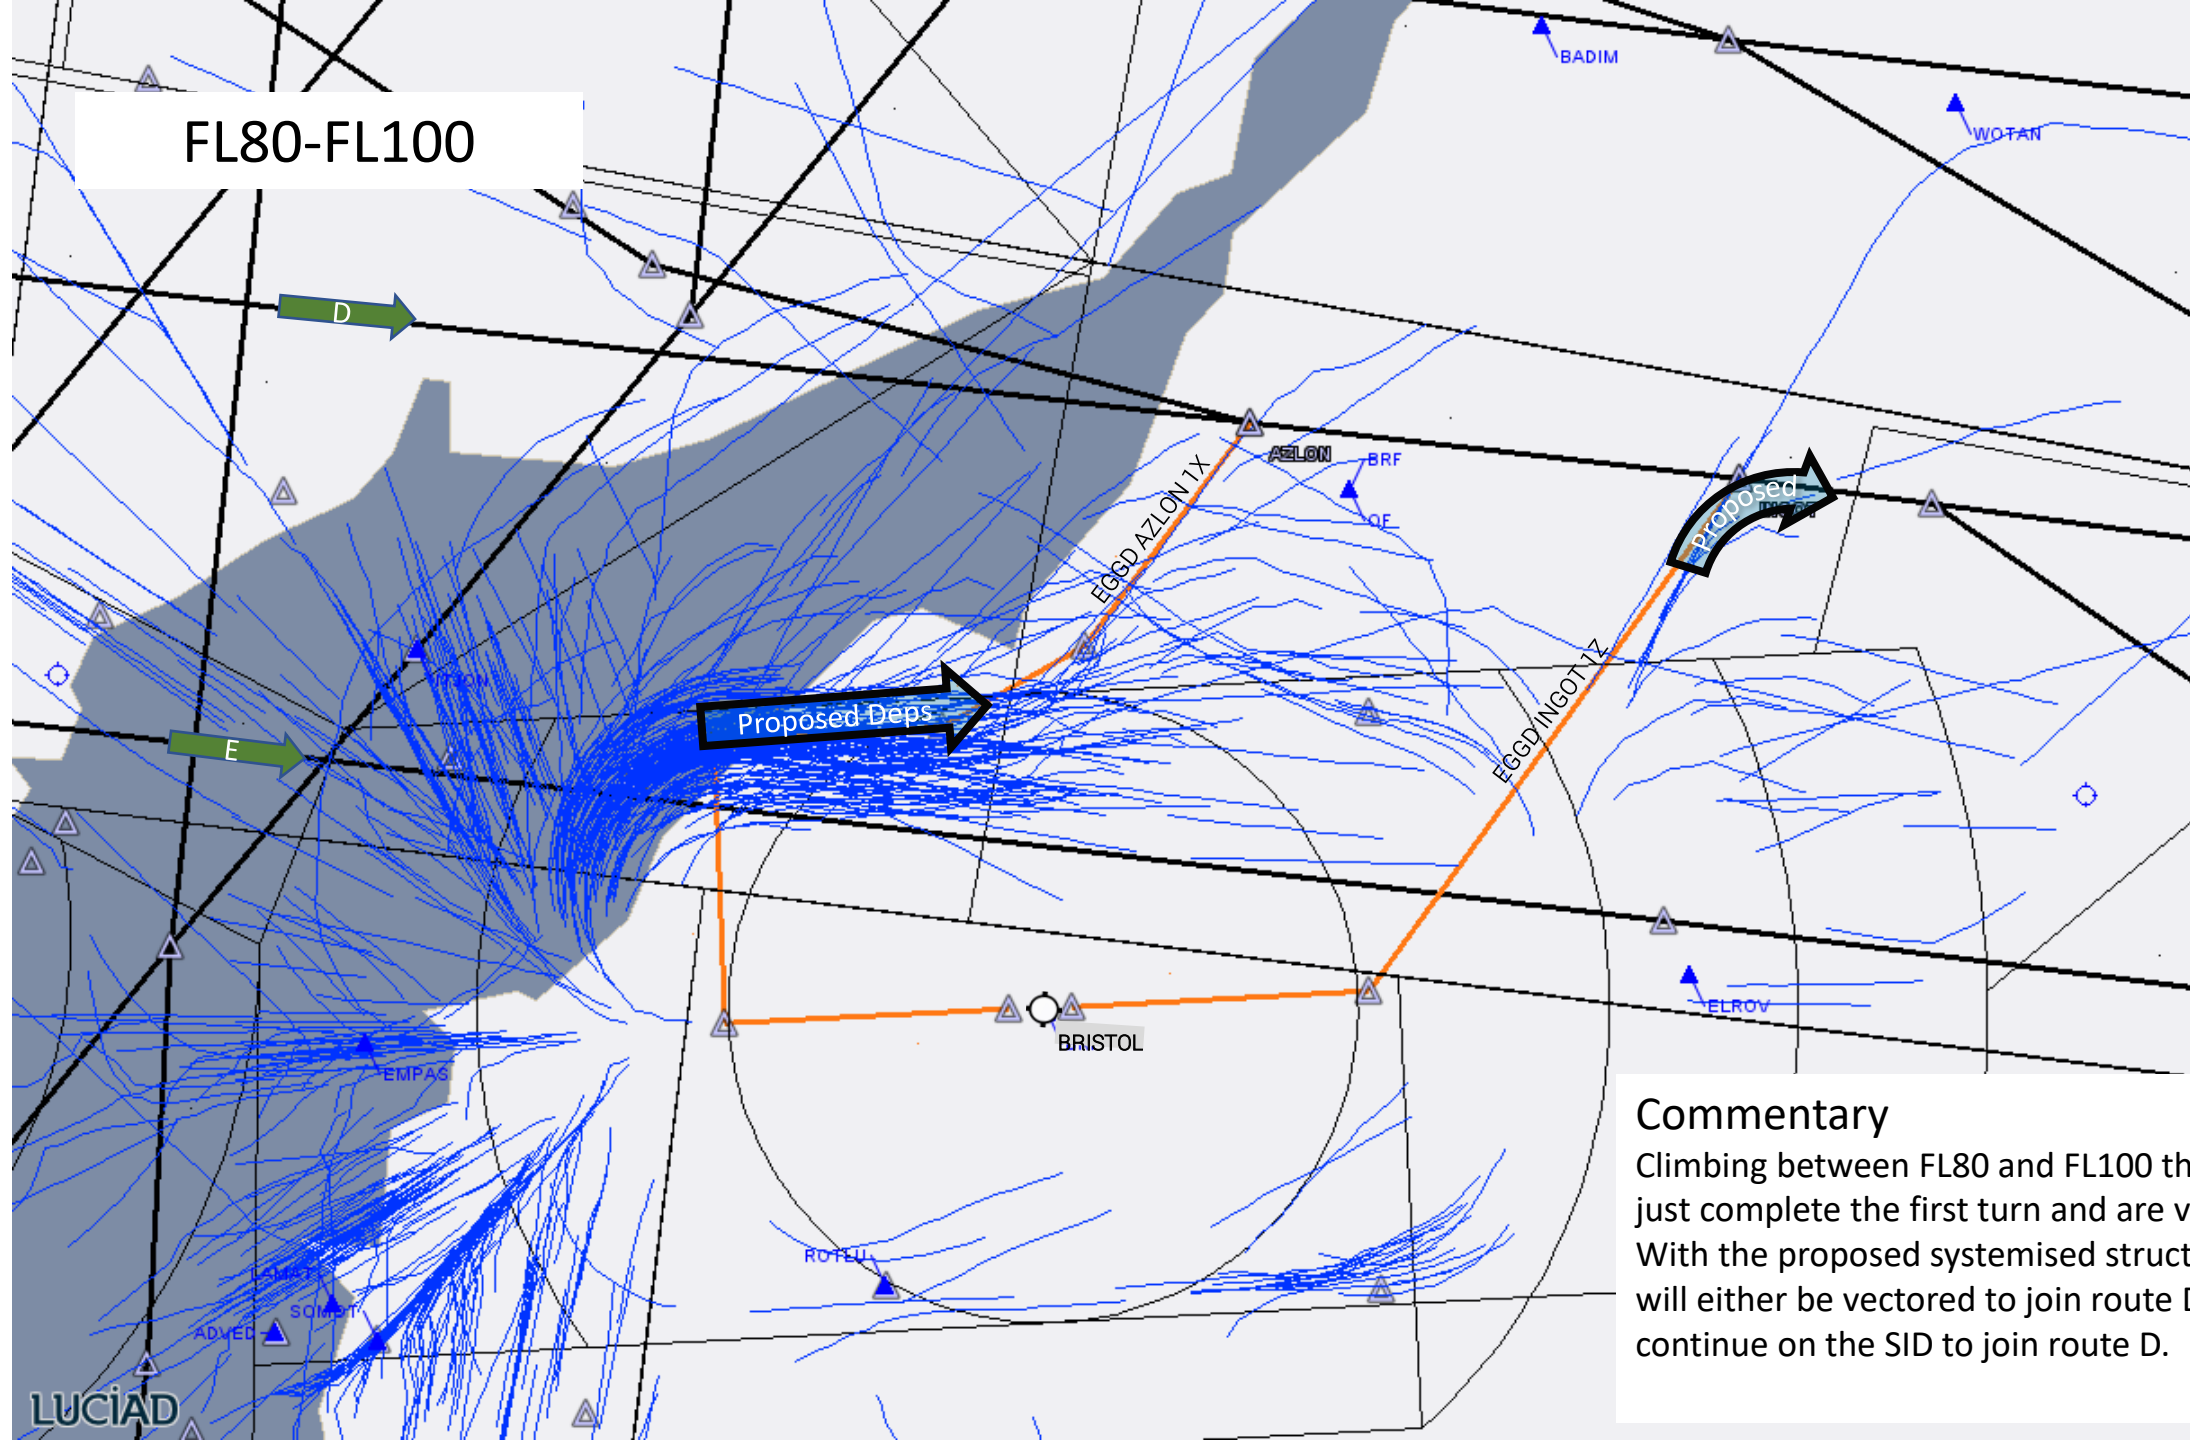 BADIM
WOTAN
FL80-FL100
D
AZLON
BRF
OF
EGGD AZLON 1X
Proposed
EGGD INGOT 1Z
Proposed Deps
E
BRISTOL
ELROV
EMPAS
ROTLU
SOMDT
ADVED
LUCIAD
Commentary
Climbing between FL80 and FL100 th
just complete the first turn and are v
With the proposed systemised struct
will either be vectored to join route D
continue on the SID to join route D.